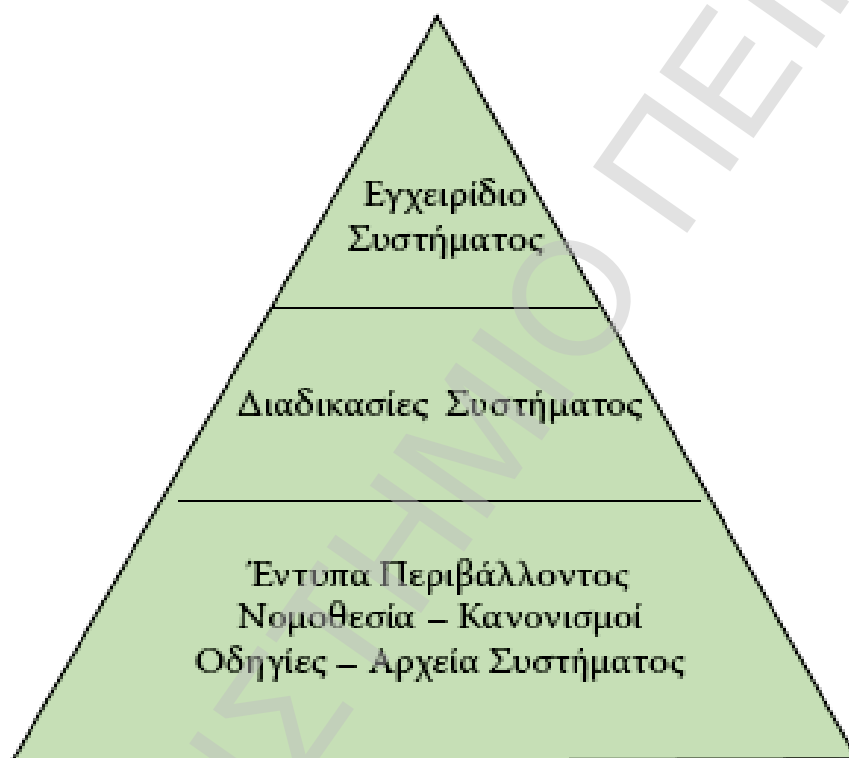 Εγχειρίδιο
Συστήματος
Διαδικασίες Συστήματος
Έντυπα Περιβάλλοντος
Νομοθεσία – Κανονισμοί
Οδηγίες – Αρχεία Συστήματος